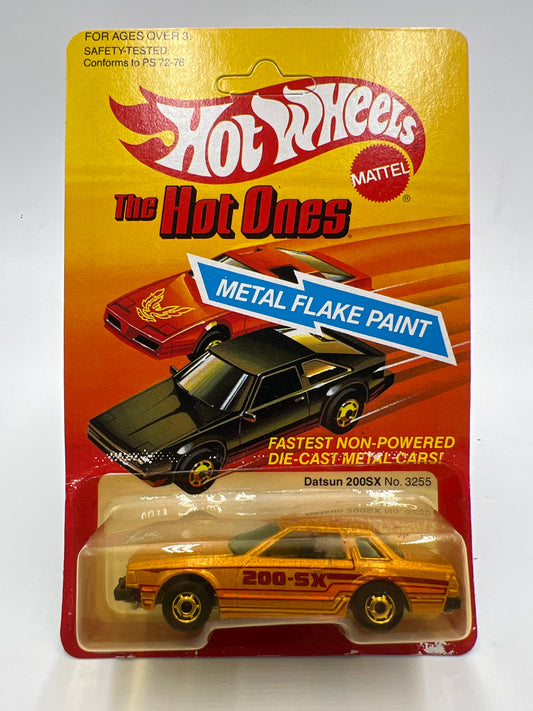 FOR AGES OVER 3
SAFETY-TESTED
Conforms to PS 72-76
Hot Wheels
MATTEL
®
The Hot Ones
METAL FLAKE PAINT
FASTEST NON-POWERED
DIE-CAST METAL CARS!
Datsun 200SX No. 3255
200-SX